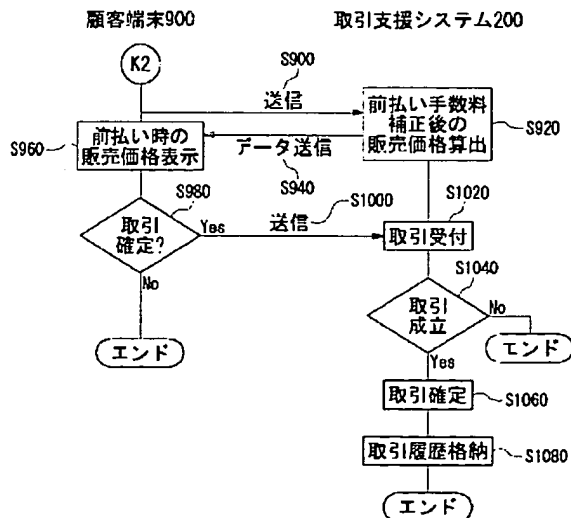 顧客端末900
取引支援システム200
K2
S900
送信
前払い手数料
補正後の
販売価格算出
S920
S960
前払い時の
販売価格表示
データ送信
S940
S980
取引
確定?
Yes
No
エンド
S1000
送信
S1020
取引受付
S1040
取引
成立
No
エンド
Yes
取引確定
S1060
取引履歴格納
S1080
エンド